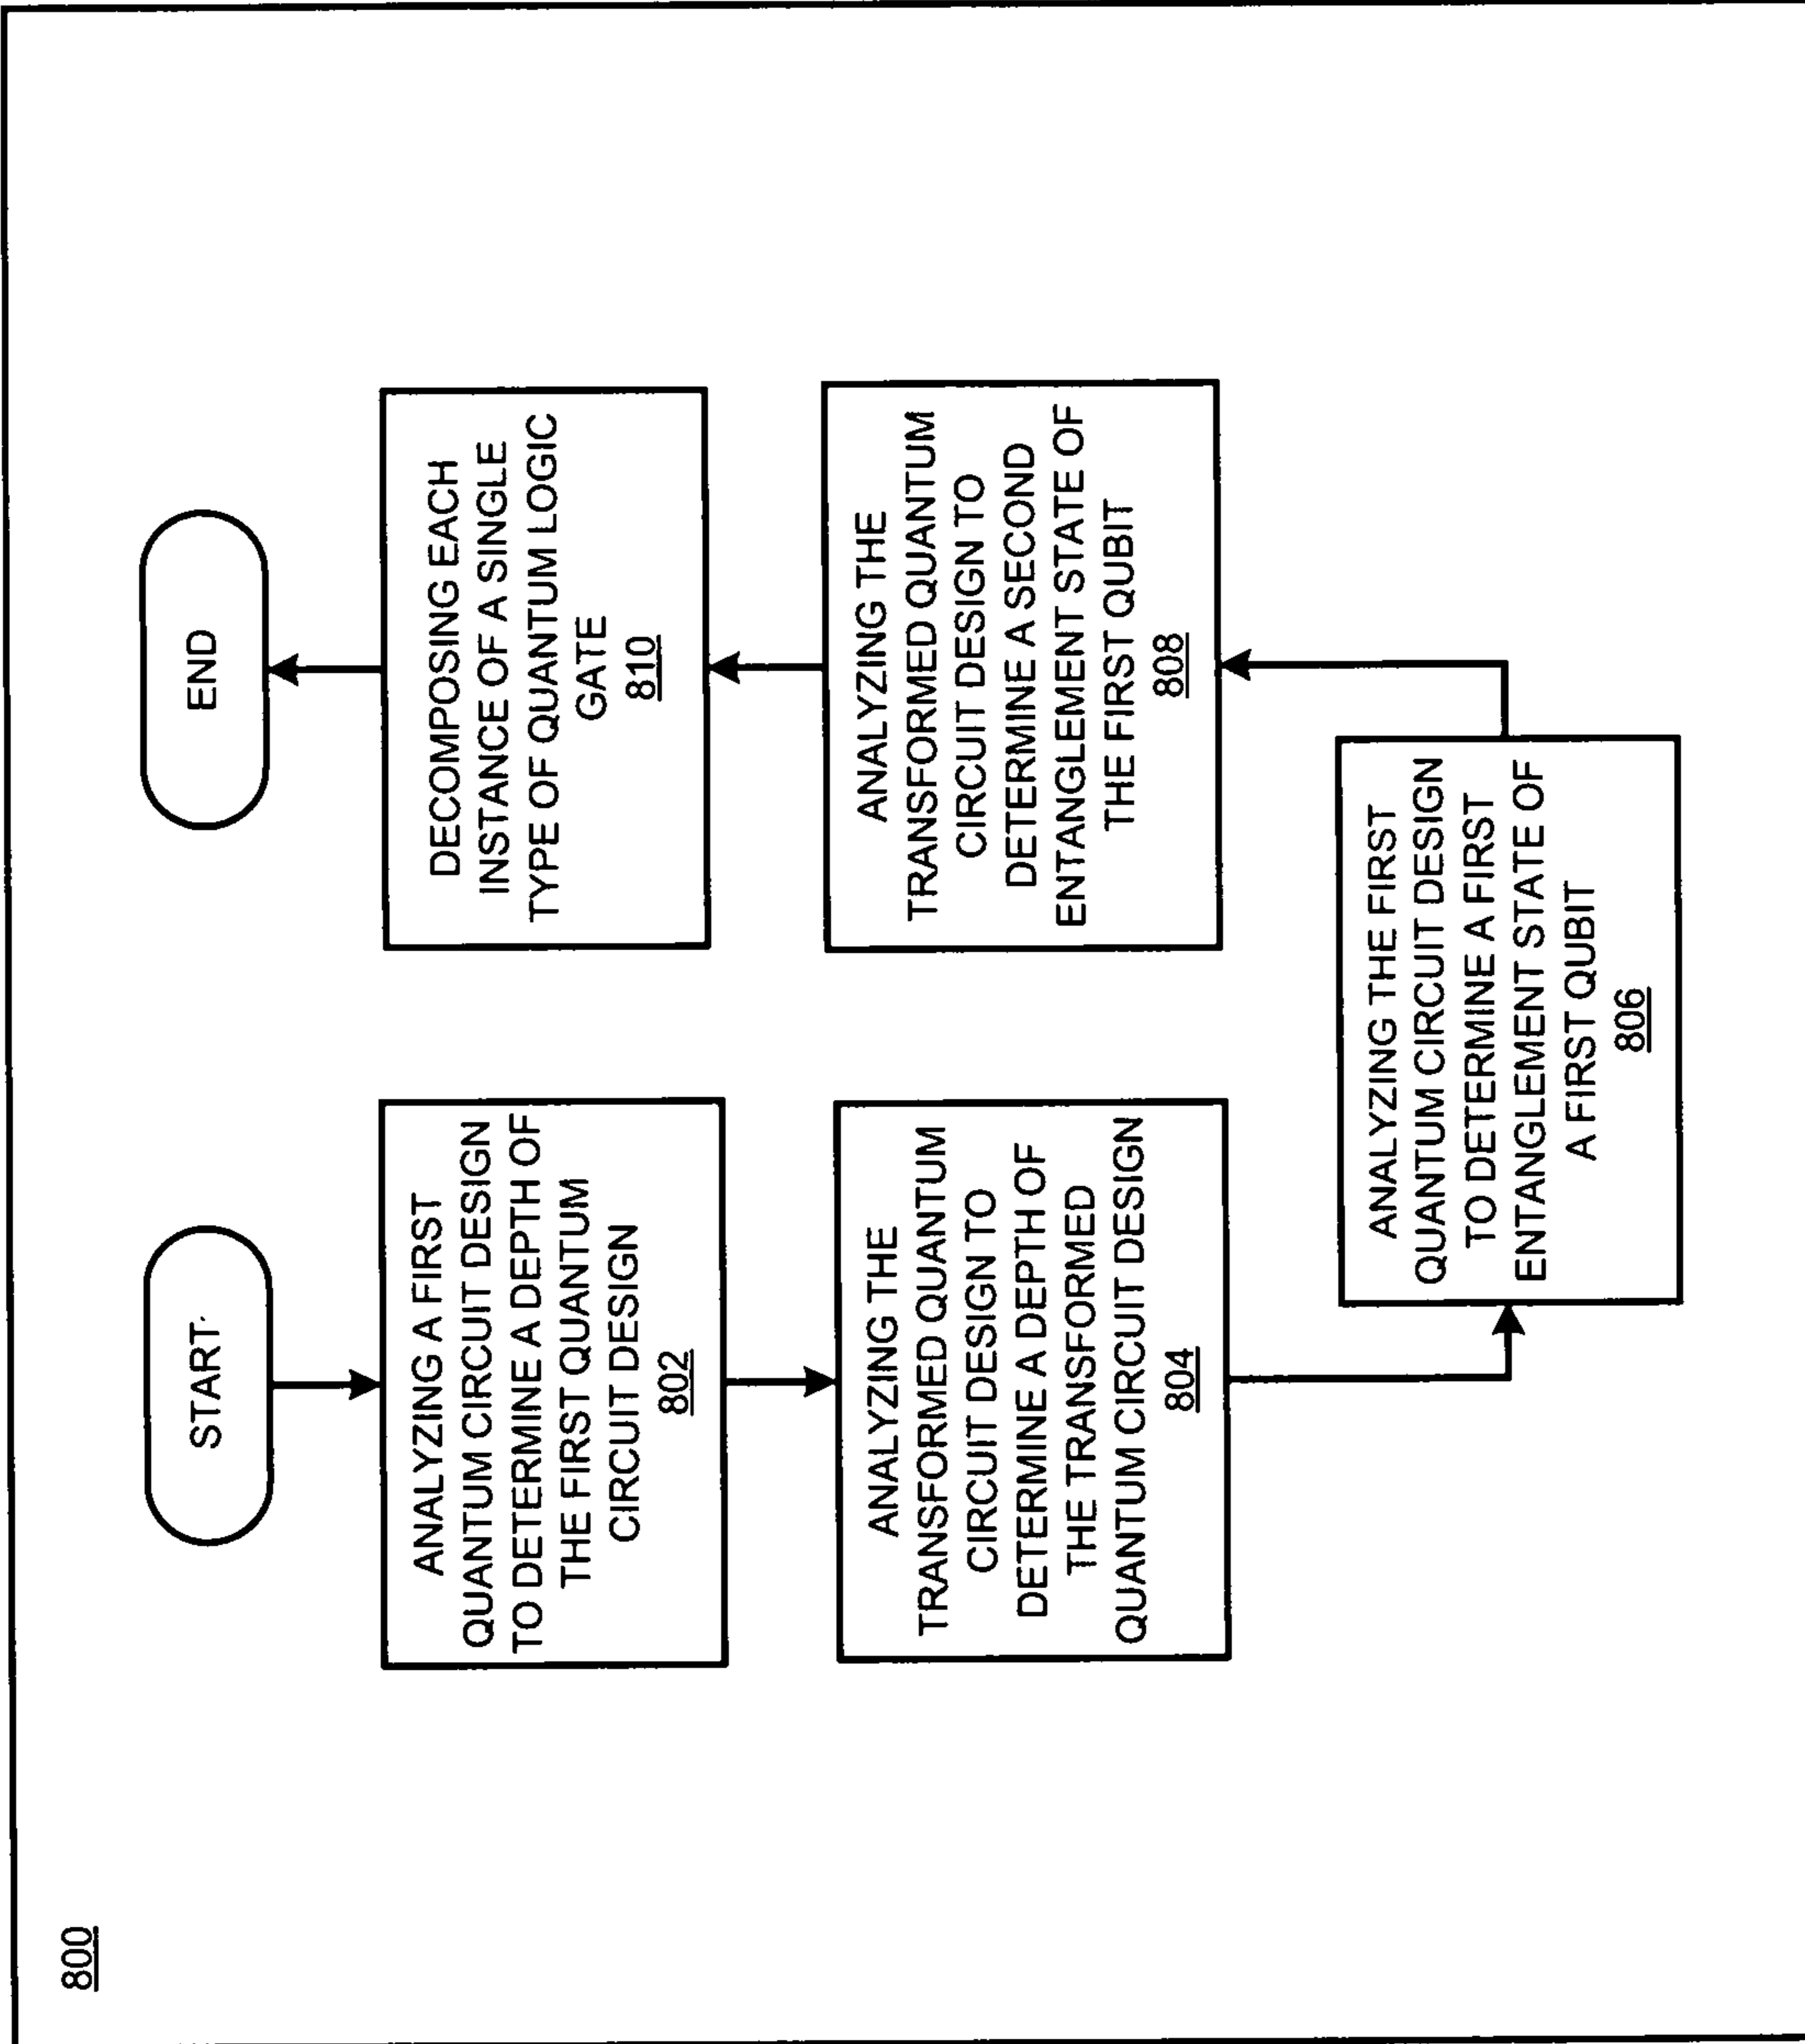 800
START
ANALYZING A FIRST
QUANTUM CIRCUIT DESIGN
TO DETERMINE A DEPTH OF
THE FIRST QUANTUM
CIRCUIT DESIGN
802
ANALYZING THE
TRANSFORMED QUANTUM
CIRCUIT DESIGN TO
DETERMINE A DEPTH OF
THE TRANSFORMED
QUANTUM CIRCUIT DESIGN
804
ANALYZING THE FIRST
QUANTUM CIRCUIT DESIGN
TO DETERMINE A FIRST
ENTANGLEMENT STATE OF
A FIRST QUBIT
806
ANALYZING THE
TRANSFORMED QUANTUM
CIRCUIT DESIGN TO
DETERMINE A SECOND
ENTANGLEMENT STATE OF
THE FIRST QUBIT
808
DECOMPOSING EACH
INSTANCE OF A SINGLE
TYPE OF QUANTUM LOGIC
GATE
810
END